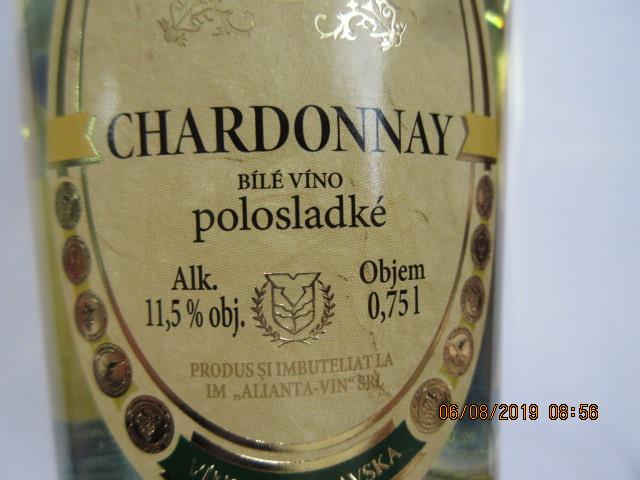 CHARDONNAY
BÍLÉ VÍNO
polosladké
Alk.
11,5 % obj.
Objem
0,75 l
PRODUS ȘI IMBUTELIAT LA
IM „ALIANTA-VIN” SRL
06/08/2019 08:56